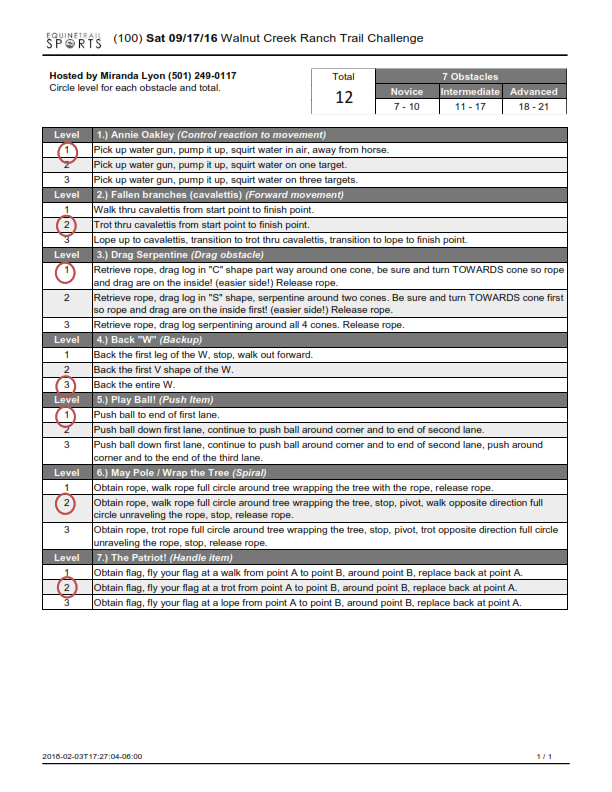 EQUINETRAIL
SPORTS
(100) Sat 09/17/16 Walnut Creek Ranch Trail Challenge
Hosted by Miranda Lyon (501) 249-0117
Circle level for each obstacle and total.
Total
12
7 Obstacles
Novice Intermediate Advanced
7 - 10 11 - 17 18 - 21
Level 1.) Annie Oakley (Control reaction to movement)
1 Pick up water gun, pump it up, squirt water in air, away from horse.
2 Pick up water gun, pump it up, squirt water on one target.
3 Pick up water gun, pump it up, squirt water on three targets.
Level 2.) Fallen branches (cavalettis) (Forward movement)
1 Walk thru cavalettis from start point to finish point.
2 Trot thru cavalettis from start point to finish point.
3 Lope up to cavalettis, transition to trot thru cavalettis, transition to lope to finish point.
Level 3.) Drag Serpentine (Drag obstacle)
1 Retrieve rope, drag log in "C" shape part way around one cone, be sure and turn TOWARDS cone so rope
and drag are on the inside! (easier side!) Release rope.
2 Retrieve rope, drag log in "S" shape, serpentine around two cones. Be sure and turn TOWARDS cone first
so rope and drag are on the inside first! (easier side!) Release rope.
3 Retrieve rope, drag log serpentining around all 4 cones. Release rope.
Level 4.) Back "W" (Backup)
1 Back the first leg of the W, stop, walk out forward.
2 Back the first V shape of the W.
3 Back the entire W.
Level 5.) Play Ball! (Push Item)
1 Push ball to end of first lane.
2 Push ball down first lane, continue to push ball around corner and to end of second lane.
3 Push ball down first lane, continue to push ball around corner and to end of second lane, push around
corner and to the end of the third lane.
Level 6.) May Pole / Wrap the Tree (Spiral)
1 Obtain rope, walk rope full circle around tree wrapping the tree with the rope, release rope.
2 Obtain rope, walk rope full circle around tree wrapping the tree, stop, pivot, walk opposite direction full
circle unraveling the rope, stop, release rope.
3 Obtain rope, trot rope full circle around tree wrapping the tree, stop, pivot, trot opposite direction full circle
unraveling the rope, stop, release rope.
Level 7.) The Patriot! (Handle item)
1 Obtain flag, fly your flag at a walk from point A to point B, around point B, replace back at point A.
2 Obtain flag, fly your flag at a trot from point A to point B, around point B, replace back at point A.
3 Obtain flag, fly your flag at a lope from point A to point B, around point B, replace back at point A.
2018-02-03T17:27:04-06:00 1 / 1